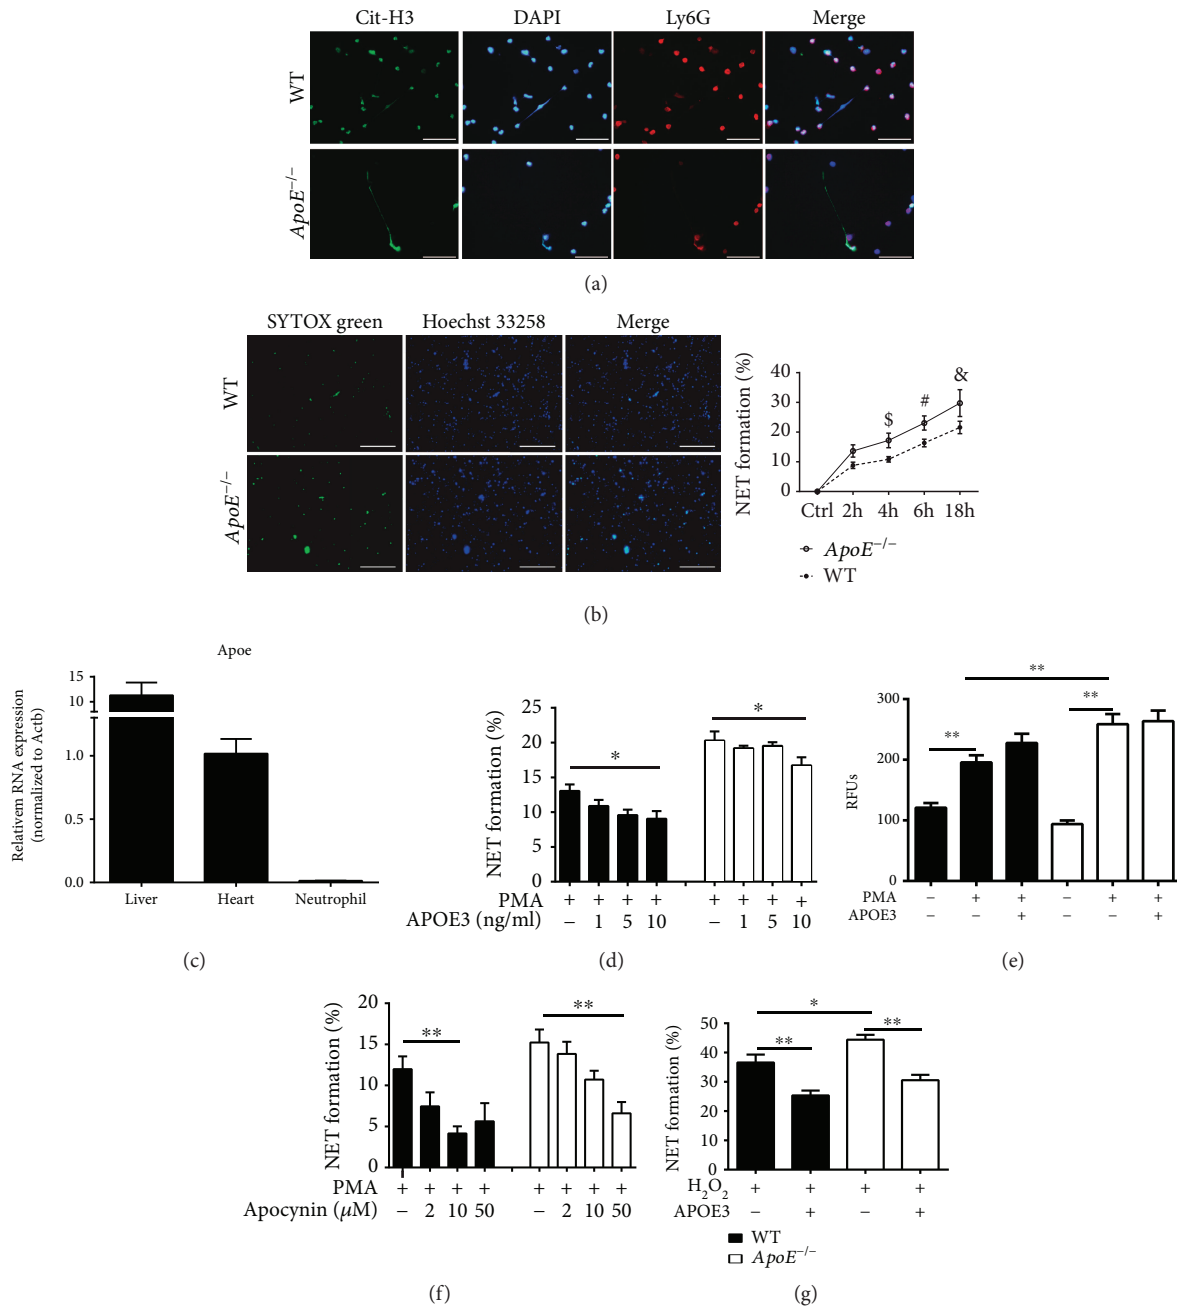 Cit-H3 DAPI Ly6G Merge
WT
ApoE−/−
(a)
SYTOX green Hoechst 33258 Merge
WT
ApoE−/−
NET formation (%)
40
30
20
10
0
$ # &
Ctrl 2h 4h 6h 18h
ApoE−/−
WT
(b)
Apoe
Relativem RNA expression
(normalized to Actb)
15
10
1.0
0.5
0.0
Liver Heart Neutrophil
(c)
NET formation (%)
25
20
15
10
5
0
* *
PMA + + + + + + + +
APOE3 (ng/ml) − 1 5 10 − 1 5 10
(d)
RFUs
300
200
100
0
** ** **
PMA − + + − + +
APOE3 − − + − − +
(e)
NET formation (%)
20
15
10
5
0
** **
PMA + + + + + + + +
Apocynin (μM) − 2 10 50 − 2 10 50
(f)
NET formation (%)
50
40
30
20
10
0
* ** **
H₂O₂ + + + +
APOE3 − + − +
WT
ApoE−/−
(g)